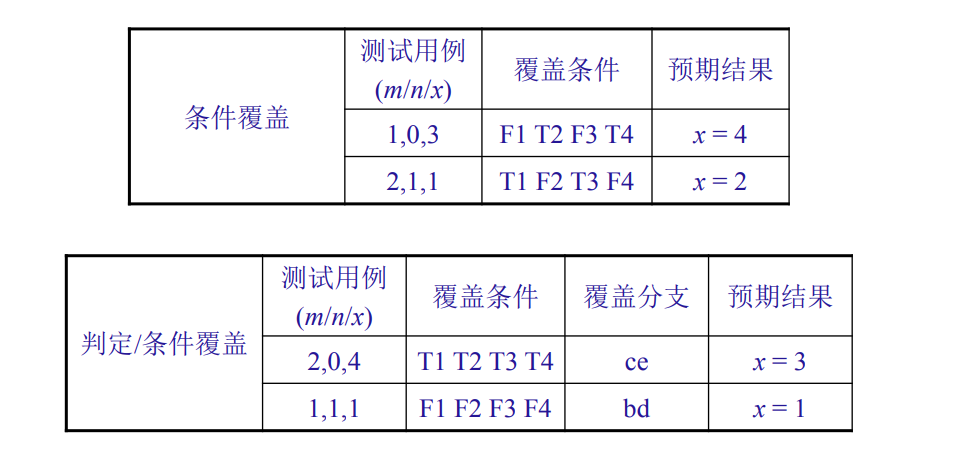 条件覆盖
测试用例
(m/n/x)
覆盖条件
预期结果
1,0,3
F1 T2 F3 T4
x = 4
2,1,1
T1 F2 T3 F4
x = 2
判定/条件覆盖
测试用例
(m/n/x)
覆盖条件
覆盖分支
预期结果
2,0,4
T1 T2 T3 T4
ce
x = 3
1,1,1
F1 F2 F3 F4
bd
x = 1